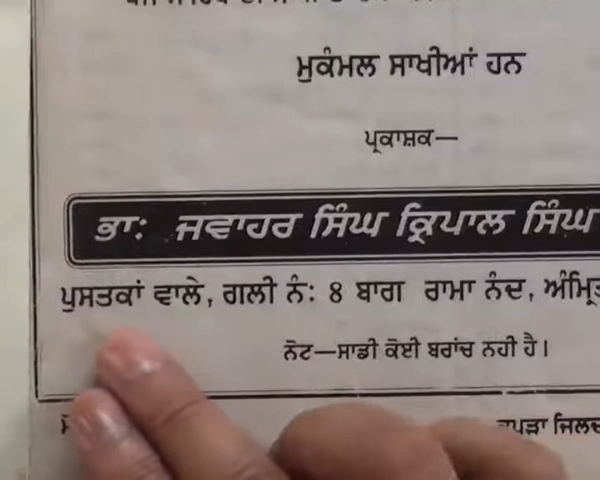 ਮੁਕੰਮਲ ਸਾਖੀਆਂ ਹਨ
ਪ੍ਰਕਾਸ਼ਕ—
ਭਾ: ਜਵਾਹਰ ਸਿੰਘ ਕ੍ਰਿਪਾਲ ਸਿੰਘ
ਪੁਸਤਕਾਂ ਵਾਲੇ, ਗਲੀ ਨੰ: 8 ਬਾਗ ਰਾਮਾ ਨੰਦ,
ਨੋਟ—ਸਾਡੀ ਕੋਈ ਬਰਾਂਚ ਨਹੀ ਹੈ।